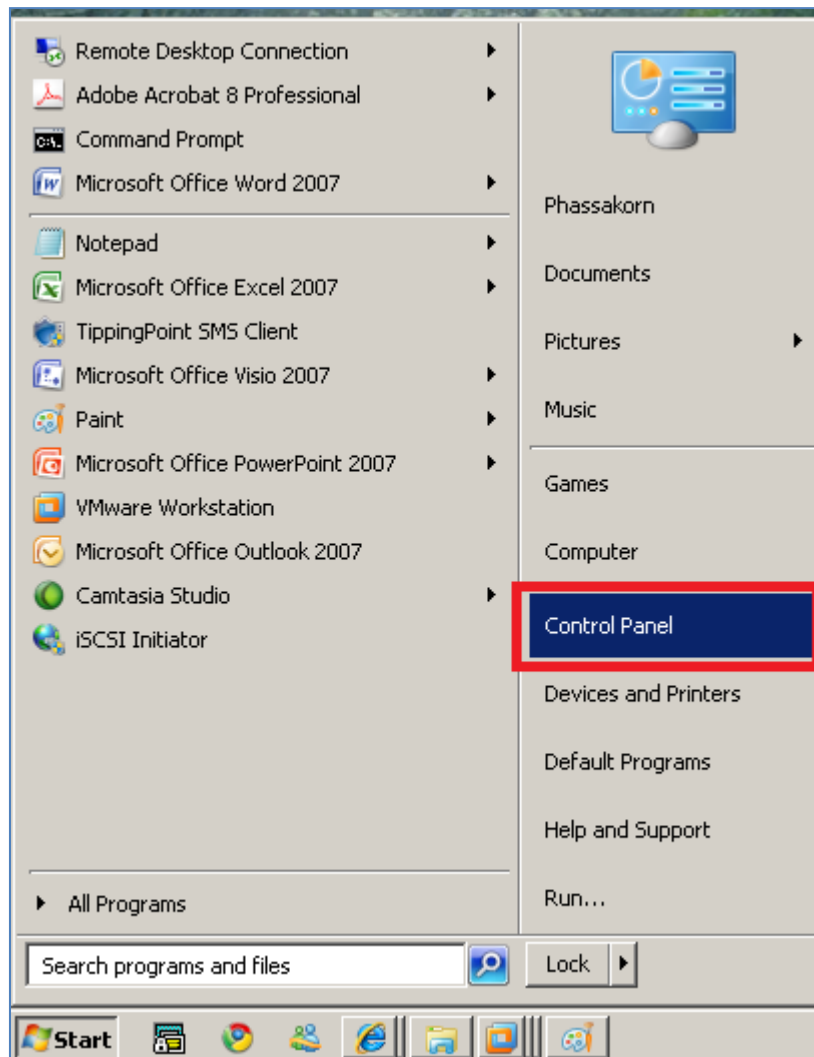 Remote Desktop Connection
Adobe Acrobat 8 Professional
Command Prompt
Microsoft Office Word 2007
Notepad
Microsoft Office Excel 2007
TippingPoint SMS Client
Microsoft Office Visio 2007
Paint
Microsoft Office PowerPoint 2007
VMware Workstation
Microsoft Office Outlook 2007
Camtasia Studio
iSCSI Initiator
All Programs
Search programs and files
Phassakorn
Documents
Pictures
Music
Games
Computer
Control Panel
Devices and Printers
Default Programs
Help and Support
Run...
Lock
Start